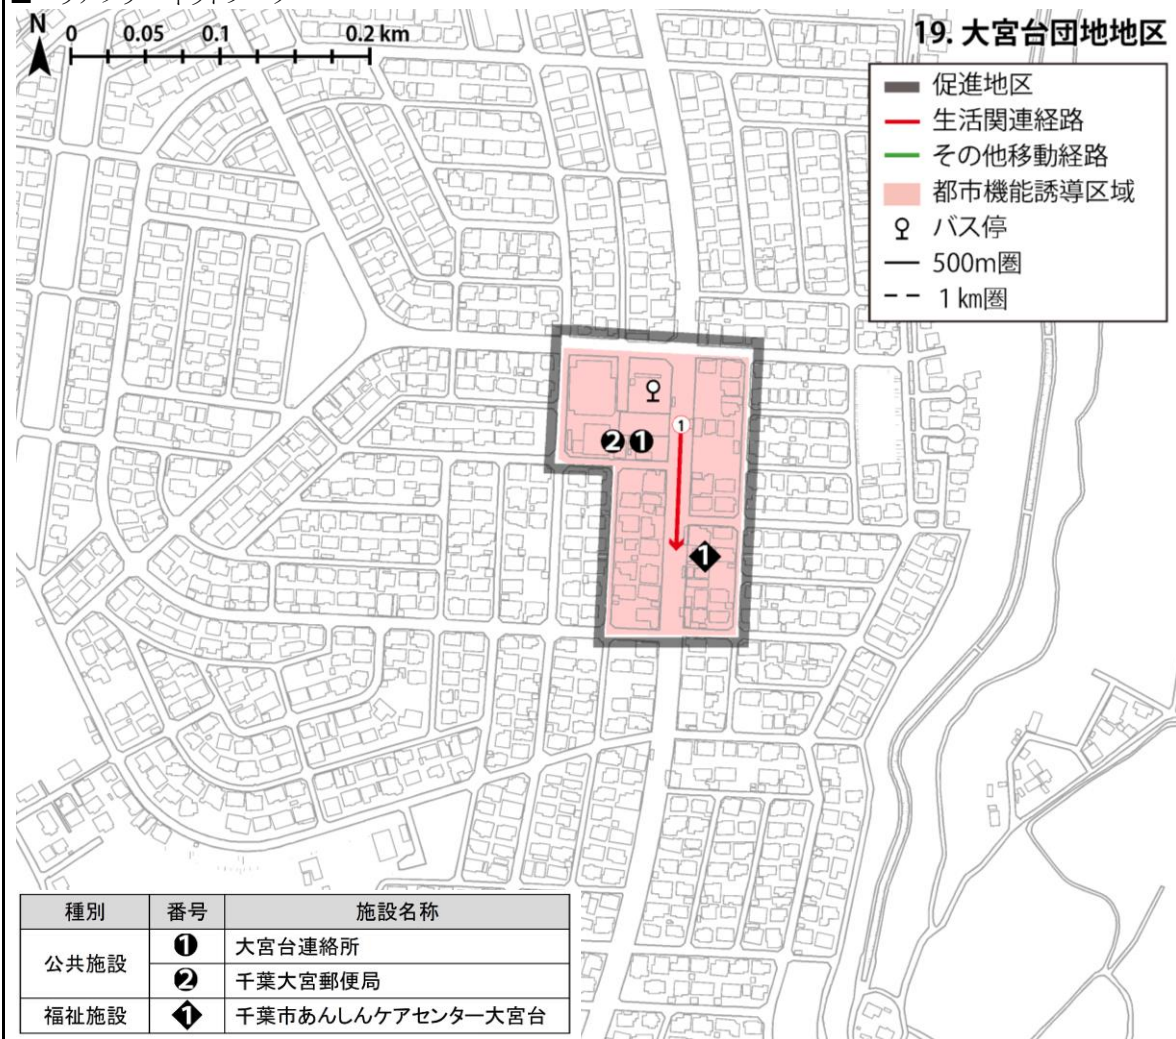 N
0 0.05 0.1 0.2 km
19. 大宮台団地地区
促進地区
生活関連経路
その他移動経路
都市機能誘導区域
バス停
500m圏
1km圏
1
2 1
1
種別 番号 施設名称
公共施設 1 大宮台連絡所
2 千葉大宮郵便局
福祉施設 1 千葉市あんしんケアセンター大宮台